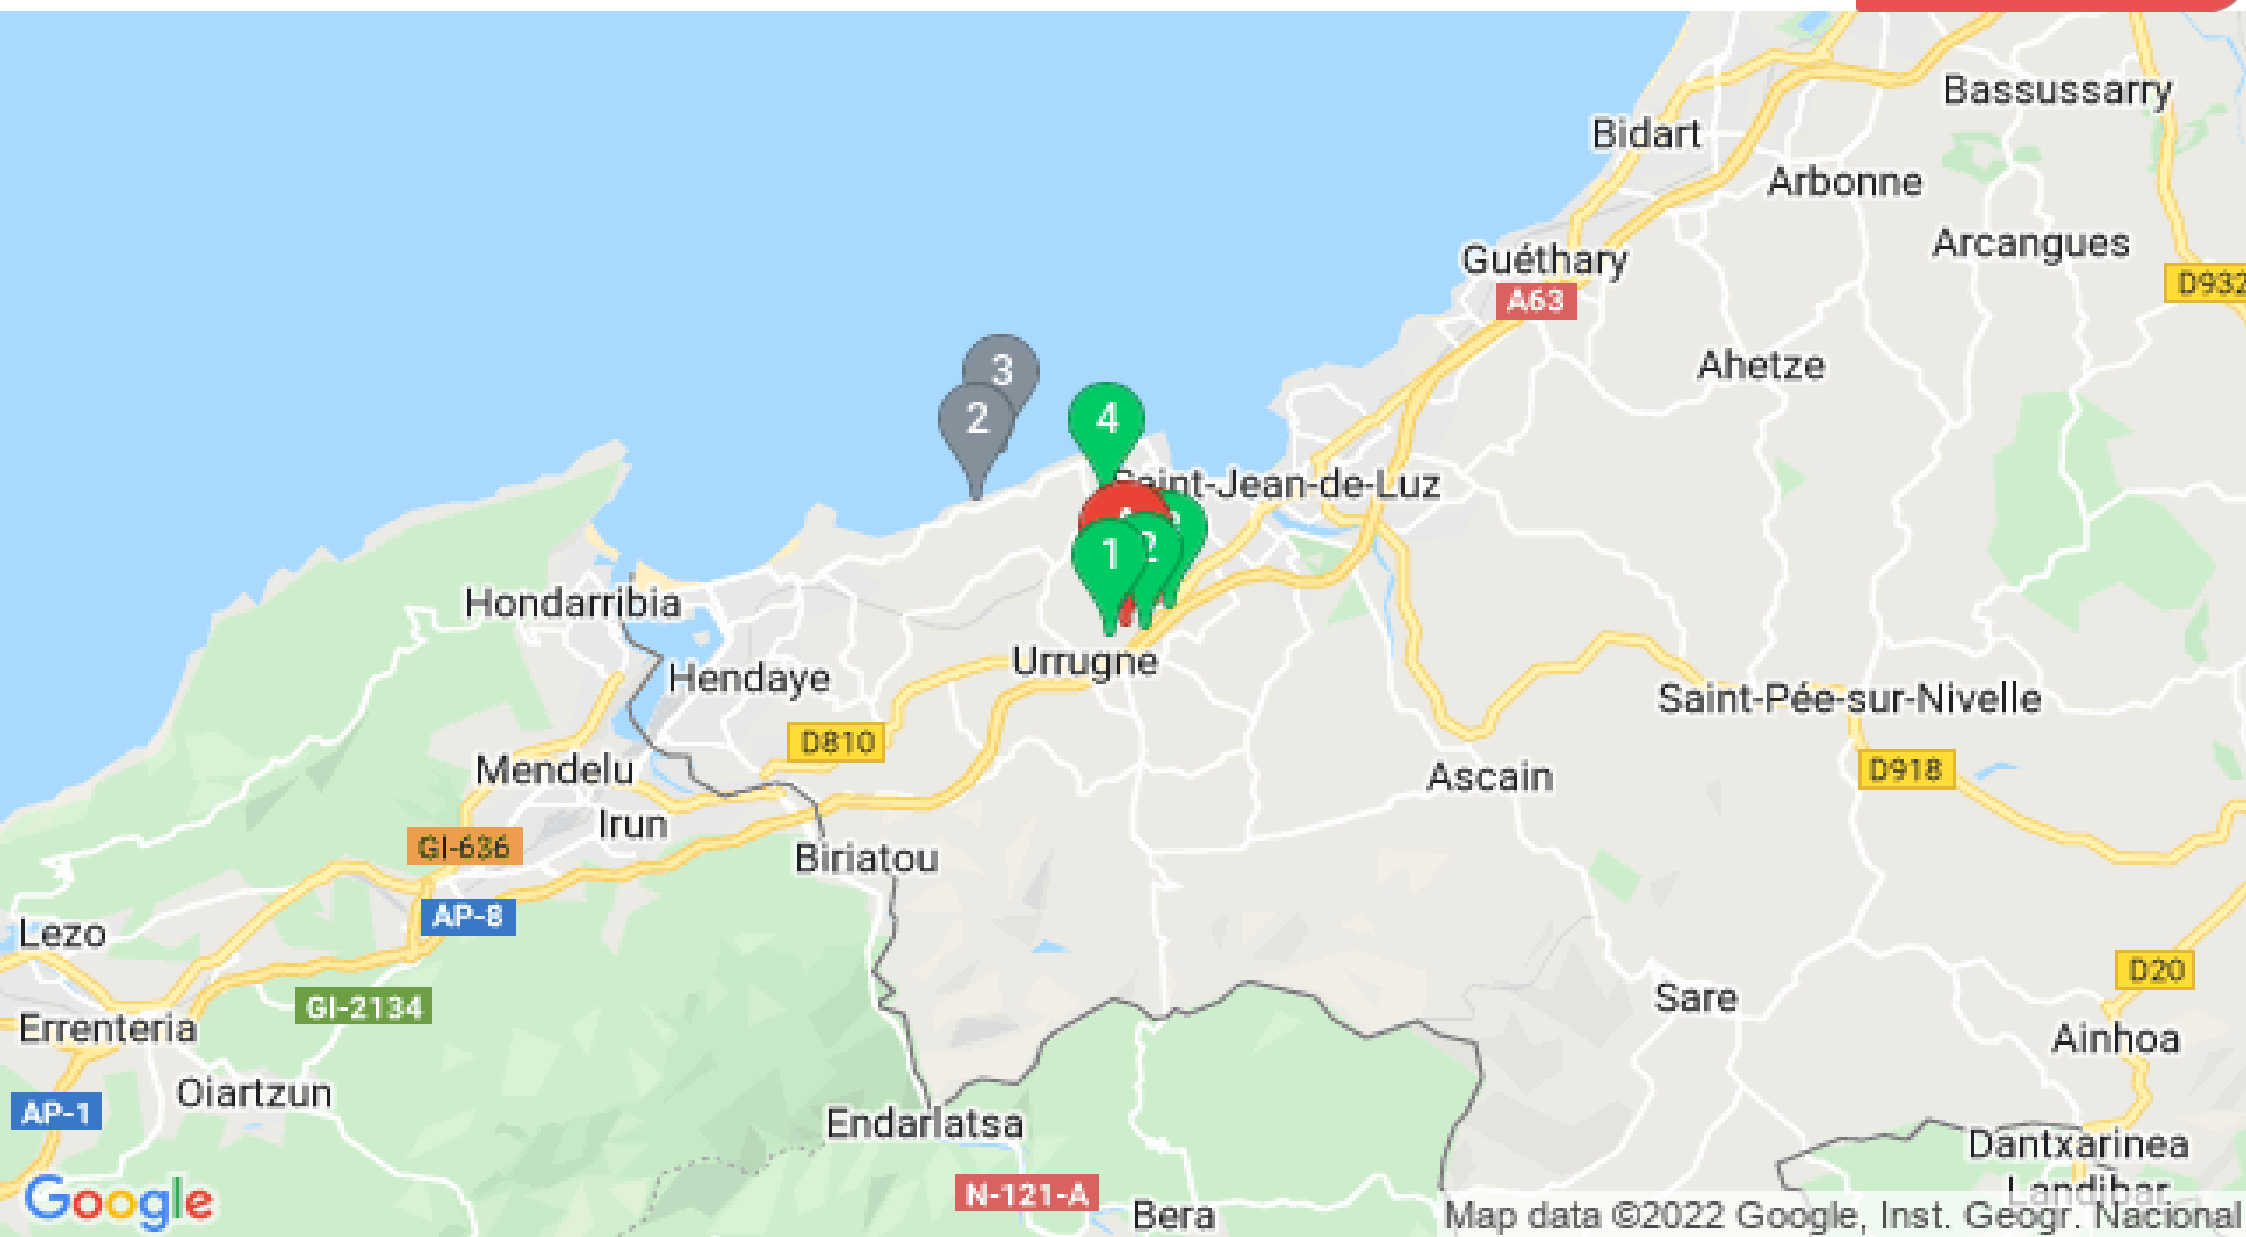 Bassussarry
Bidart
Arbonne
Arcangues
Guéthary
D932
A63
3
Ahetze
2
4
Saint-Jean-de-Luz
2
1
Hondarribia
Urrugne
Hendaye
Saint-Pée-sur-Nivelle
D810
Mendelu
D918
Ascain
Irun
GI-636
Biriatou
AP-8
Lezo
D20
Sare
GI-2134
Errenteria
Ainhoa
Oiartzun
AP-1
Endarlatsa
Dantxarinea
Landibar
N-121-A
Google
Bera
Map data ©2022 Google, Inst. Geogr. Nacional